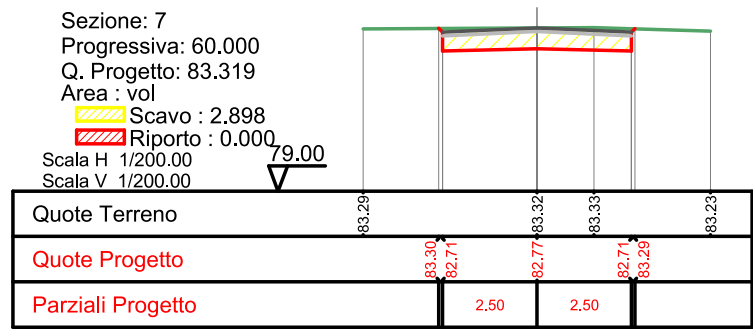 Sezione: 7
Progressiva: 60.000
Q. Progetto: 83.319
Area : vol
Scavo : 2.898
Riporto : 0.000
Scala H 1/200.00
Scala V 1/200.00
79.00
Quote Terreno
83.29
83.32
83.33
83.23
Quote Progetto
83.30
82.71
82.77
82.71
83.29
Parziali Progetto
2.50
2.50